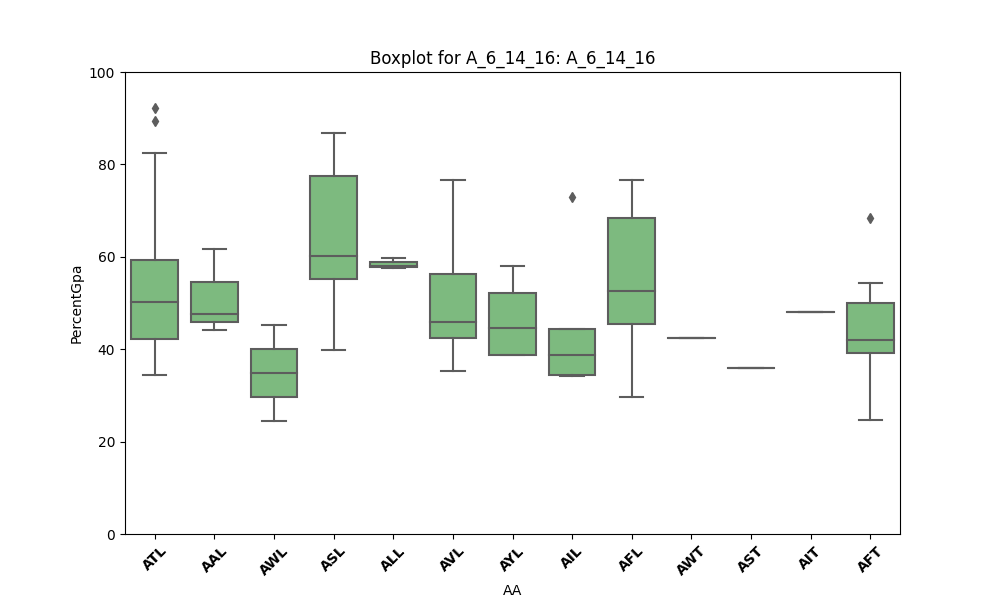 Boxplot for A_6_14_16: A_6_14_16
PercentGpa
100
80
60
40
20
0
ATL AAL AWL ASL ALL AVL AYL AIL AFL AWT AST AIT AFT
AA